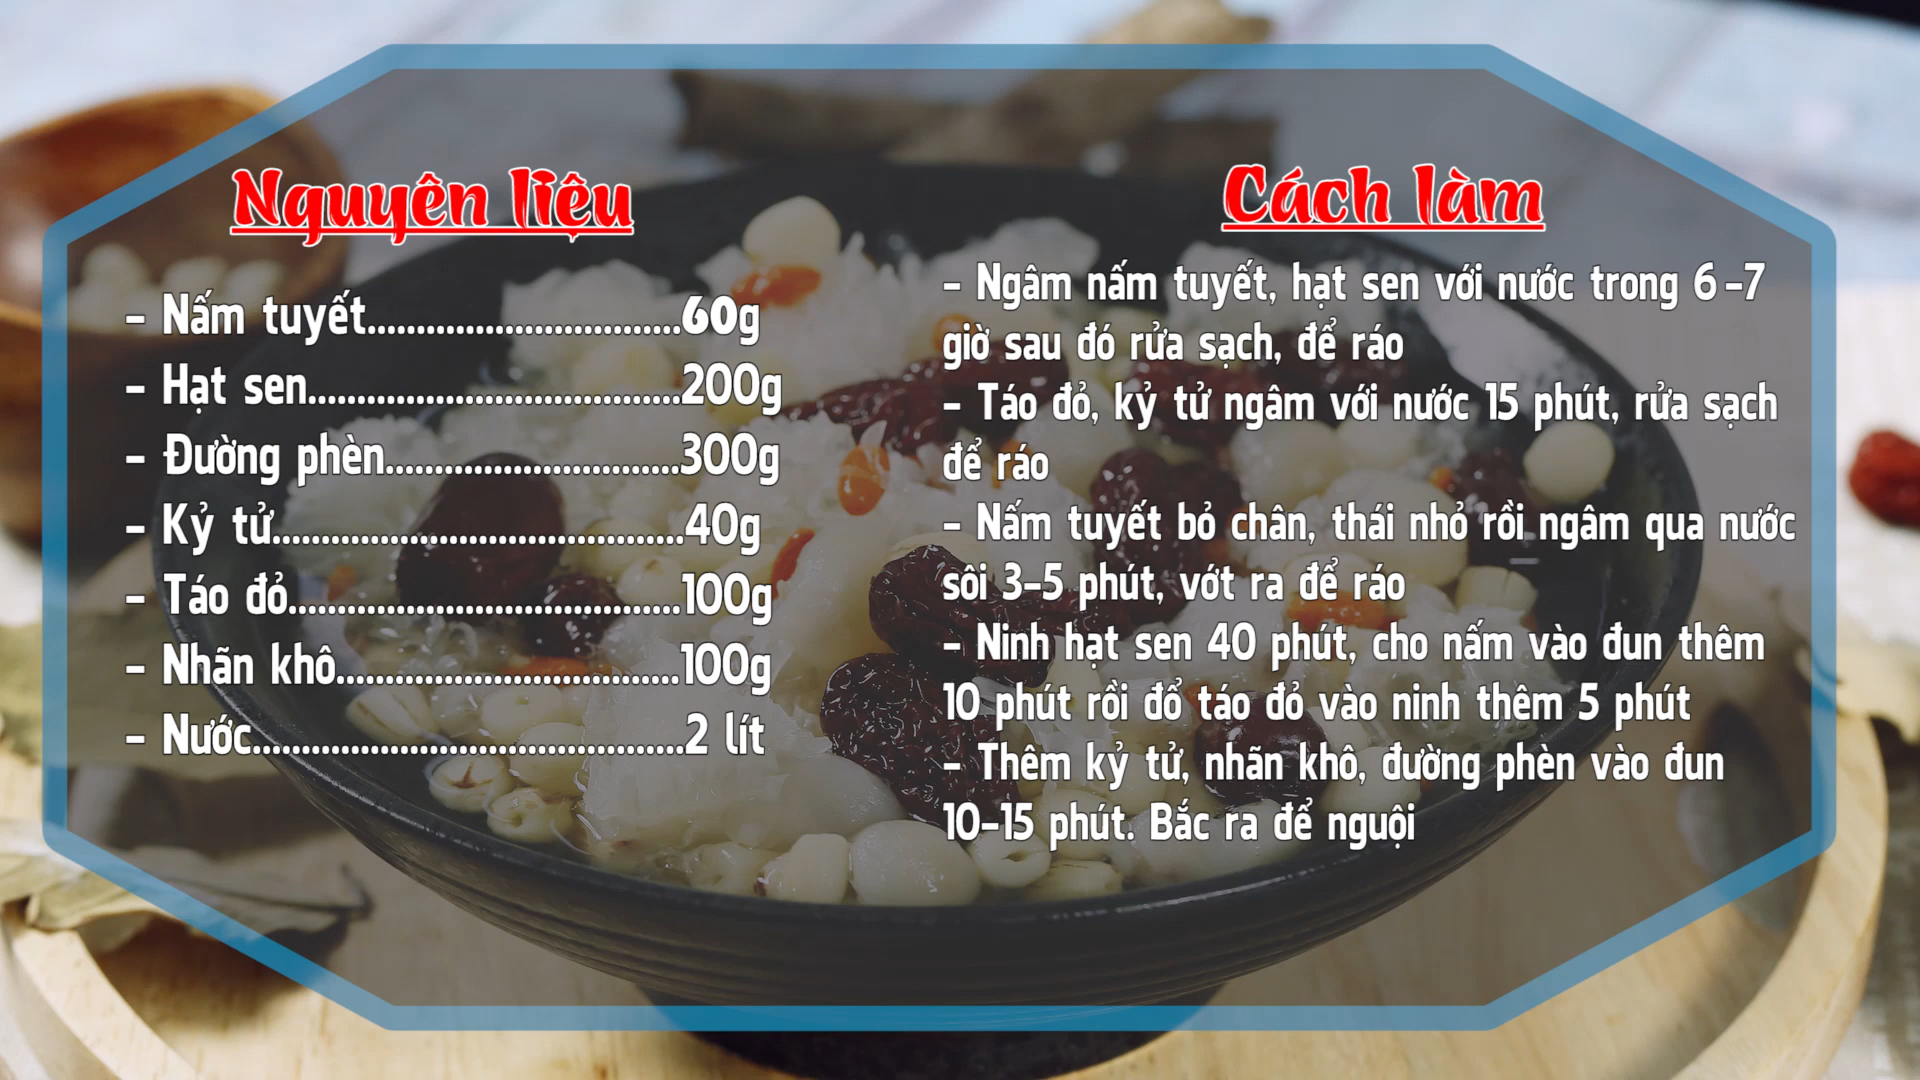 Nguyên liệu
- Nấm tuyết................................60g
- Hạt sen......................................200g
- Đường phèn..............................300g
- Kỷ tử..........................................40g
- Táo đỏ........................................100g
- Nhãn khô...................................100g
- Nước............................................2 lít
Cách làm
- Ngâm nấm tuyết, hạt sen với nước trong 6-7
giờ sau đó rửa sạch, để ráo
- Táo đỏ, kỷ tử ngâm với nước 15 phút, rửa sạch
để ráo
- Nấm tuyết bỏ chân, thái nhỏ rồi ngâm qua nước
sôi 3-5 phút, vớt ra để ráo
- Ninh hạt sen 40 phút, cho nấm vào đun thêm
10 phút rồi đổ táo đỏ vào ninh thêm 5 phút
- Thêm kỷ tử, nhãn khô, đường phèn vào đun
10-15 phút. Bắc ra để nguội